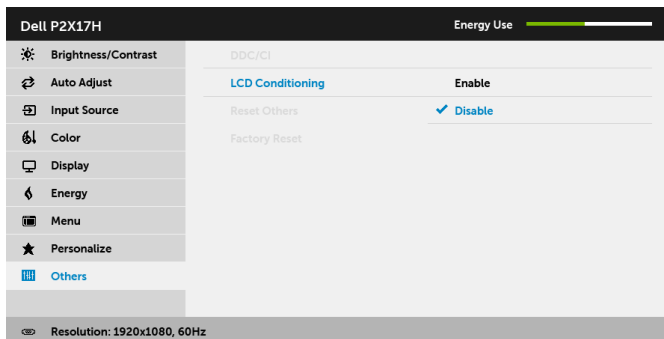 Dell P2X17H Energy Use
Brightness/Contrast DDC/CI
Auto Adjust LCD Conditioning Enable
Input Source Reset Others Disable
Color Factory Reset
Display
Energy
Menu
Personalize
Others
Resolution: 1920x1080, 60Hz